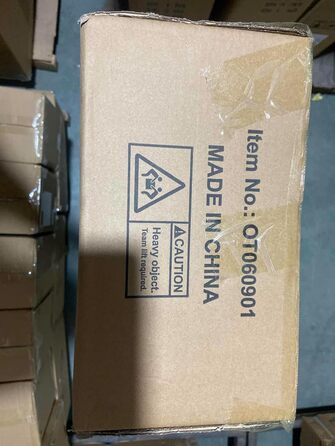 Item No.: OT060901
MADE IN CHINA
CAUTION
Heavy object.
Team lift required.